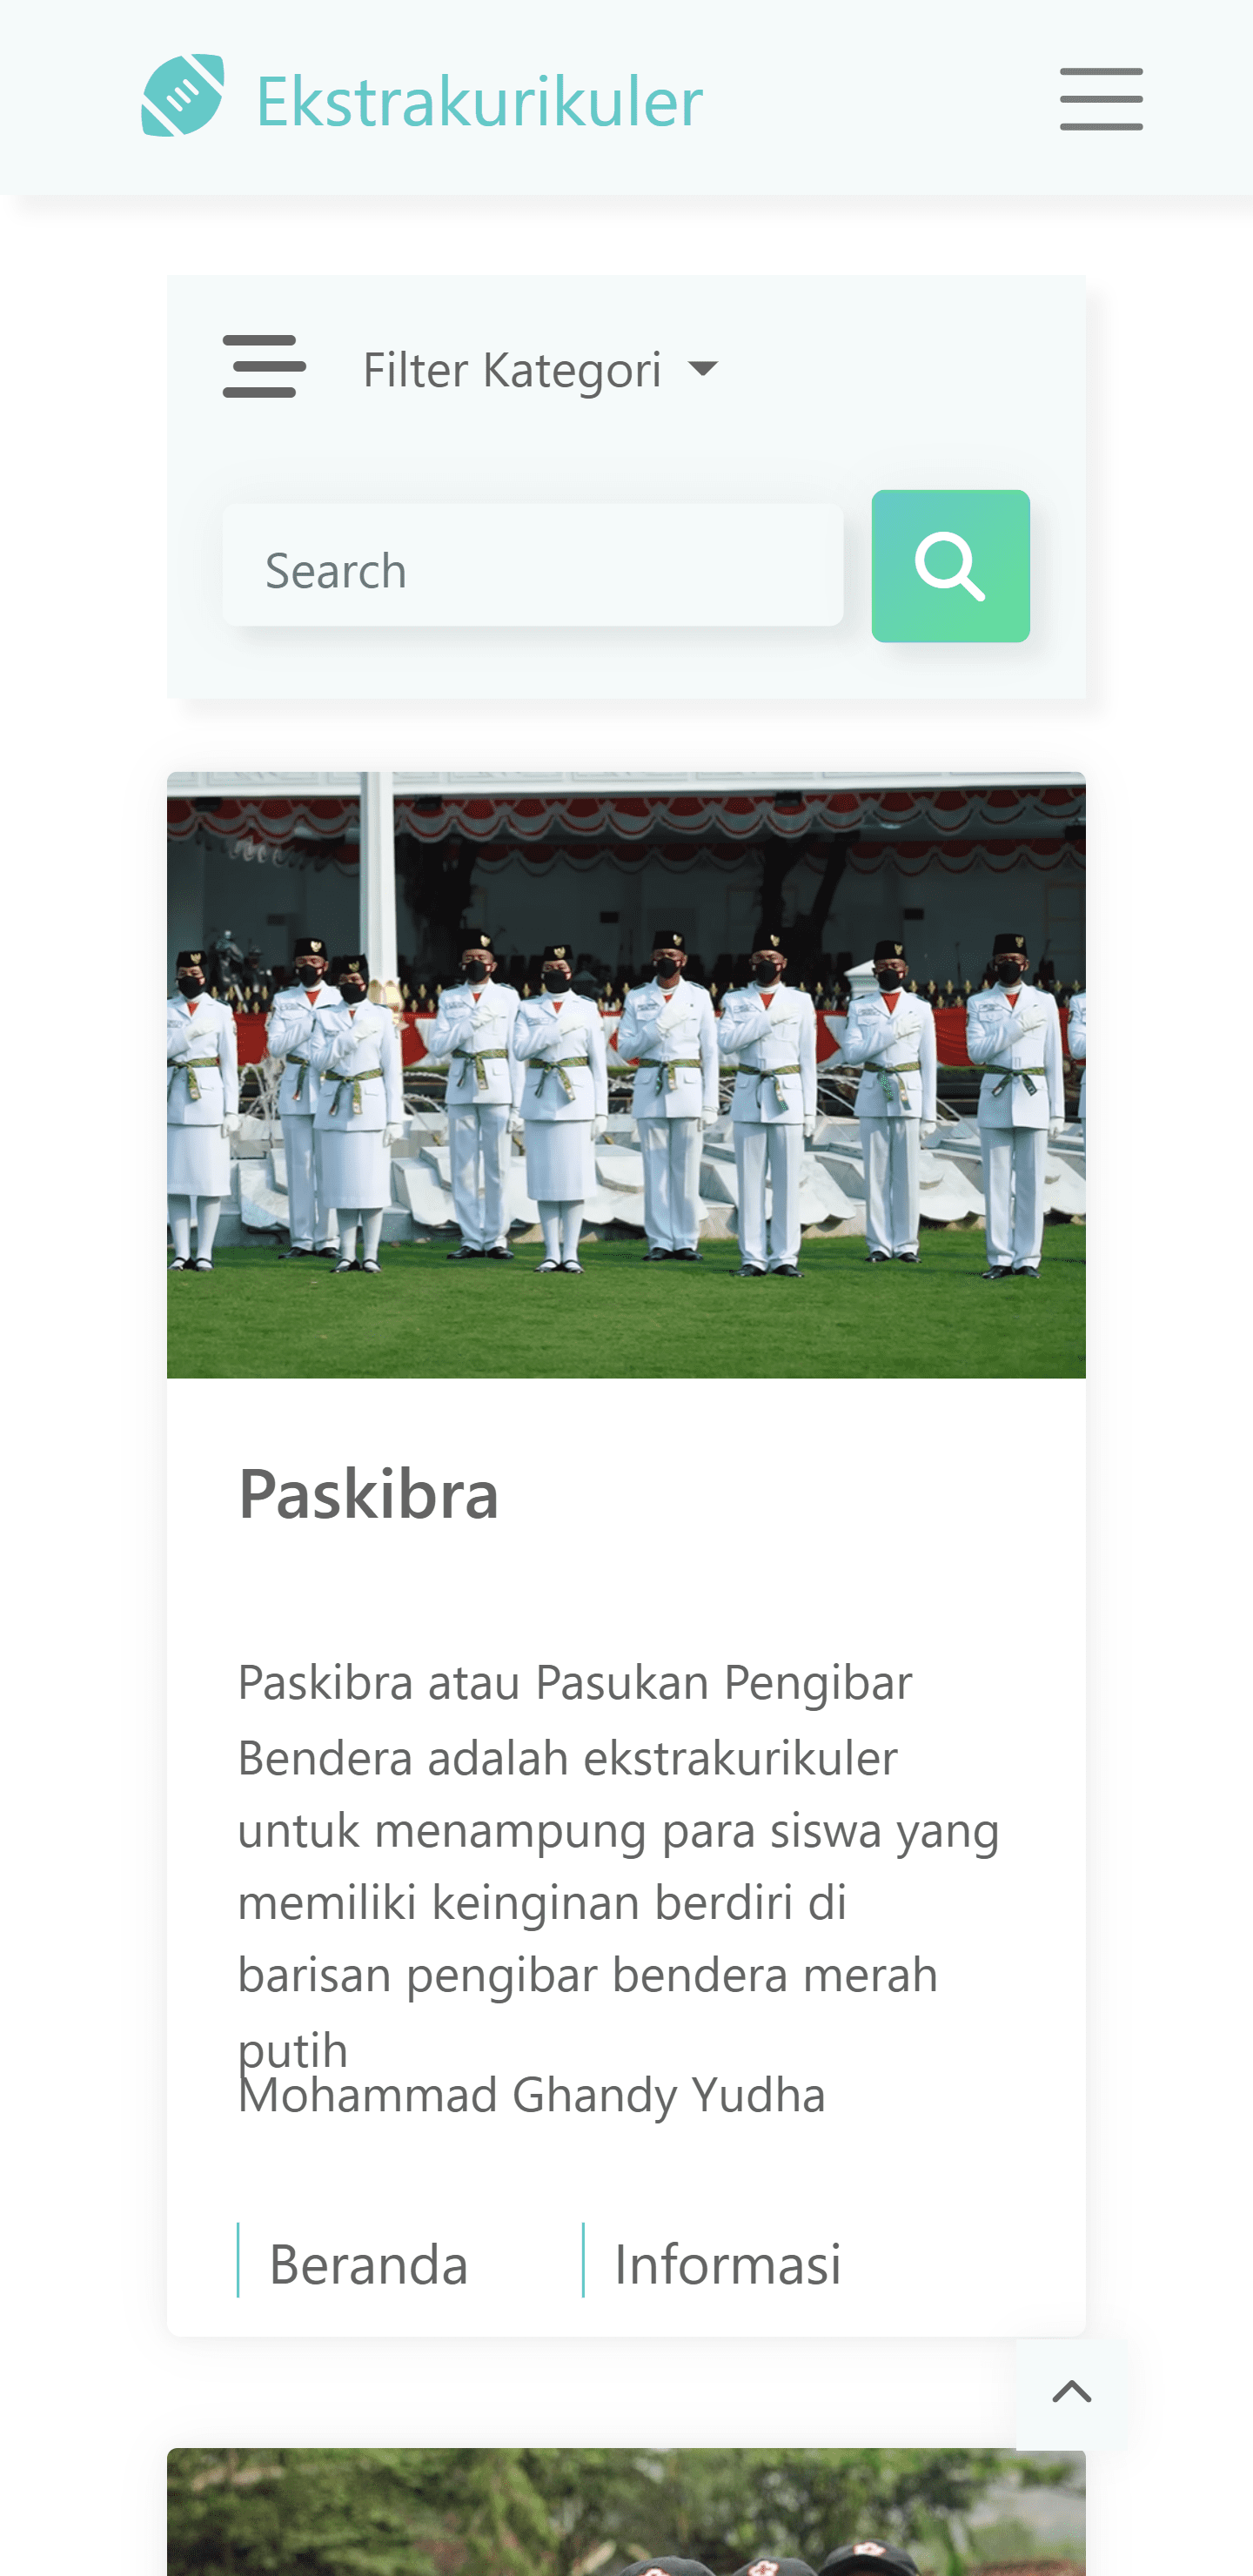 Ekstrakurikuler
Filter Kategori
Search
Paskibra
Paskibra atau Pasukan Pengibar
Bendera adalah ekstrakurikuler
untuk menampung para siswa yang
memiliki keinginan berdiri di
barisan pengibar bendera merah
putih
Mohammad Ghandy Yudha
Beranda
Informasi